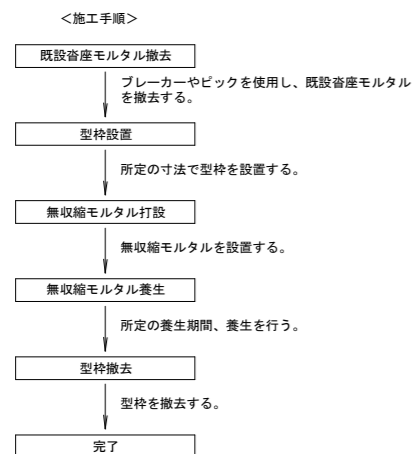 ＜施工手順＞
既設沓座モルタル撤去
ブレーカーやピックを使用し、既設沓座モルタル
を撤去する。
型枠設置
所定の寸法で型枠を設置する。
無収縮モルタル打設
無収縮モルタルを設置する。
無収縮モルタル養生
所定の養生期間、養生を行う。
型枠撤去
型枠を撤去する。
完了